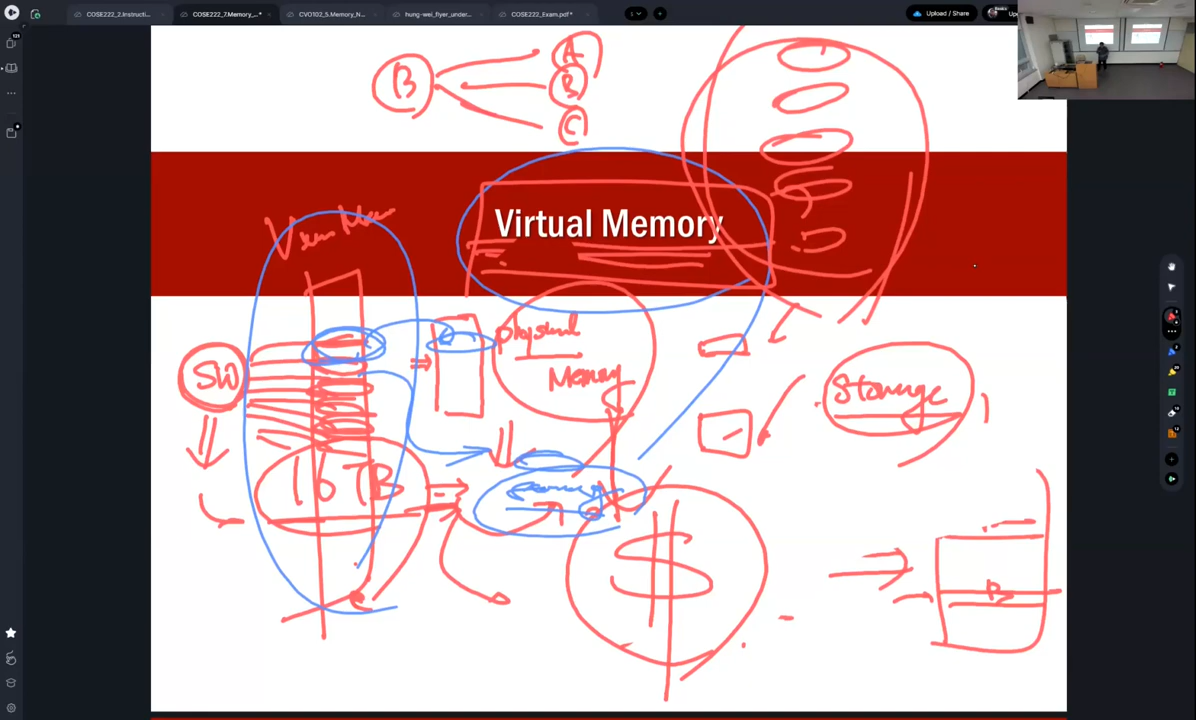 COSE222_2.Instructi...
COSE222_7.Memory_...*
CVO102_5.Memory_N...
hung-wei_flyer_under...
COSE222_Exam.pdf*
1
Upload / Share
B
A
B
C
Virtual Memory
SW
16 TB
physical
Memory
Storage
$
B